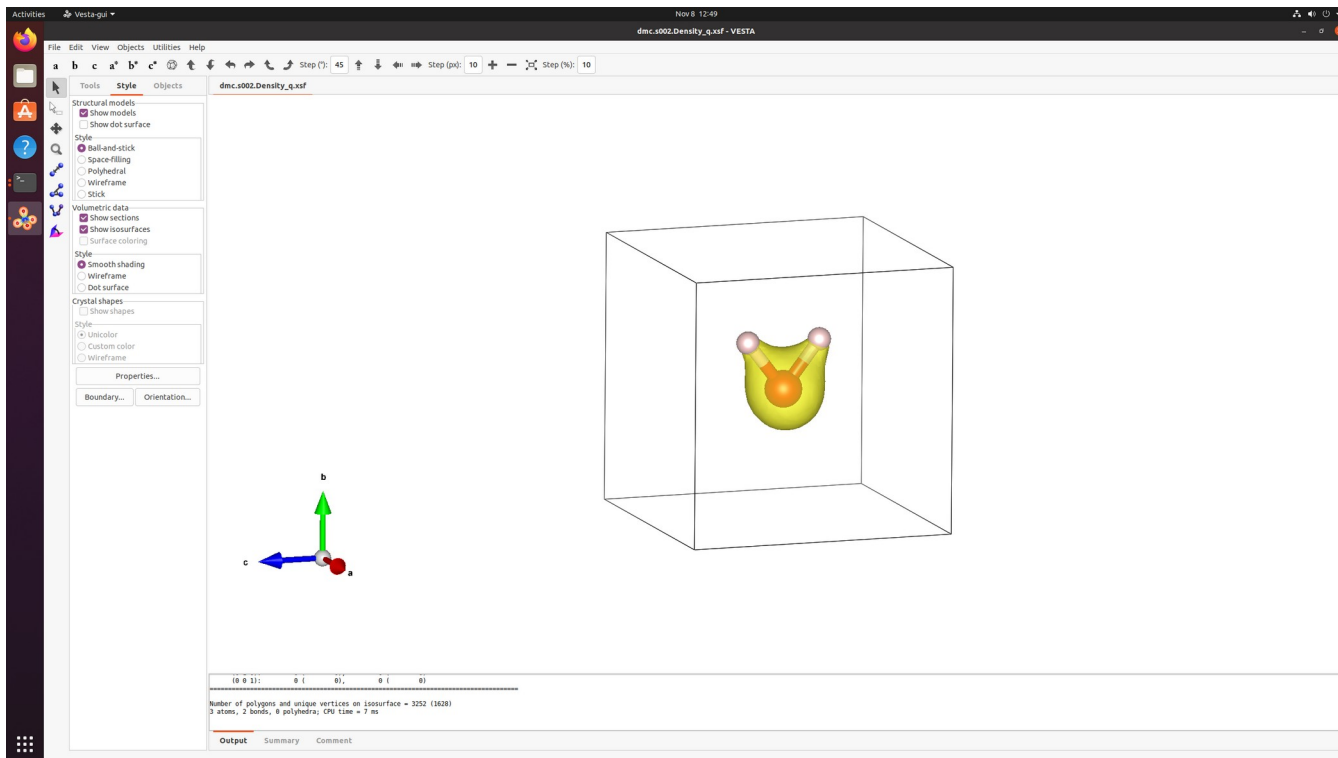 Activities Vesta-gui Nov 8 12:49
dmc.s002.Density_q.xsf - VESTA
File Edit View Objects Utilities Help
a b c a* b* c* Step (°): 45 Step (px): 10 Step (%): 10
Tools Style Objects
dmc.s002.Density_q.xsf
Structural models
Show models
Show dot surface
Style
Ball-and-stick
Space-filling
Polyhedral
Wireframe
Stick
Volumetric data
Show sections
Show isosurfaces
Surface coloring
Style
Smooth shading
Wireframe
Dot surface
Crystal shapes
Show shapes
Style
Unicolor
Custom color
Wireframe
Properties...
Boundary... Orientation...
b
c
a
(0 0 1): 0 ( 0), 0 ( 0)
Number of polygons and unique vertices on isosurface = 3252 (1628)
3 atoms, 2 bonds, 0 polyhedra; CPU time = 7 ms
Output Summary Comment